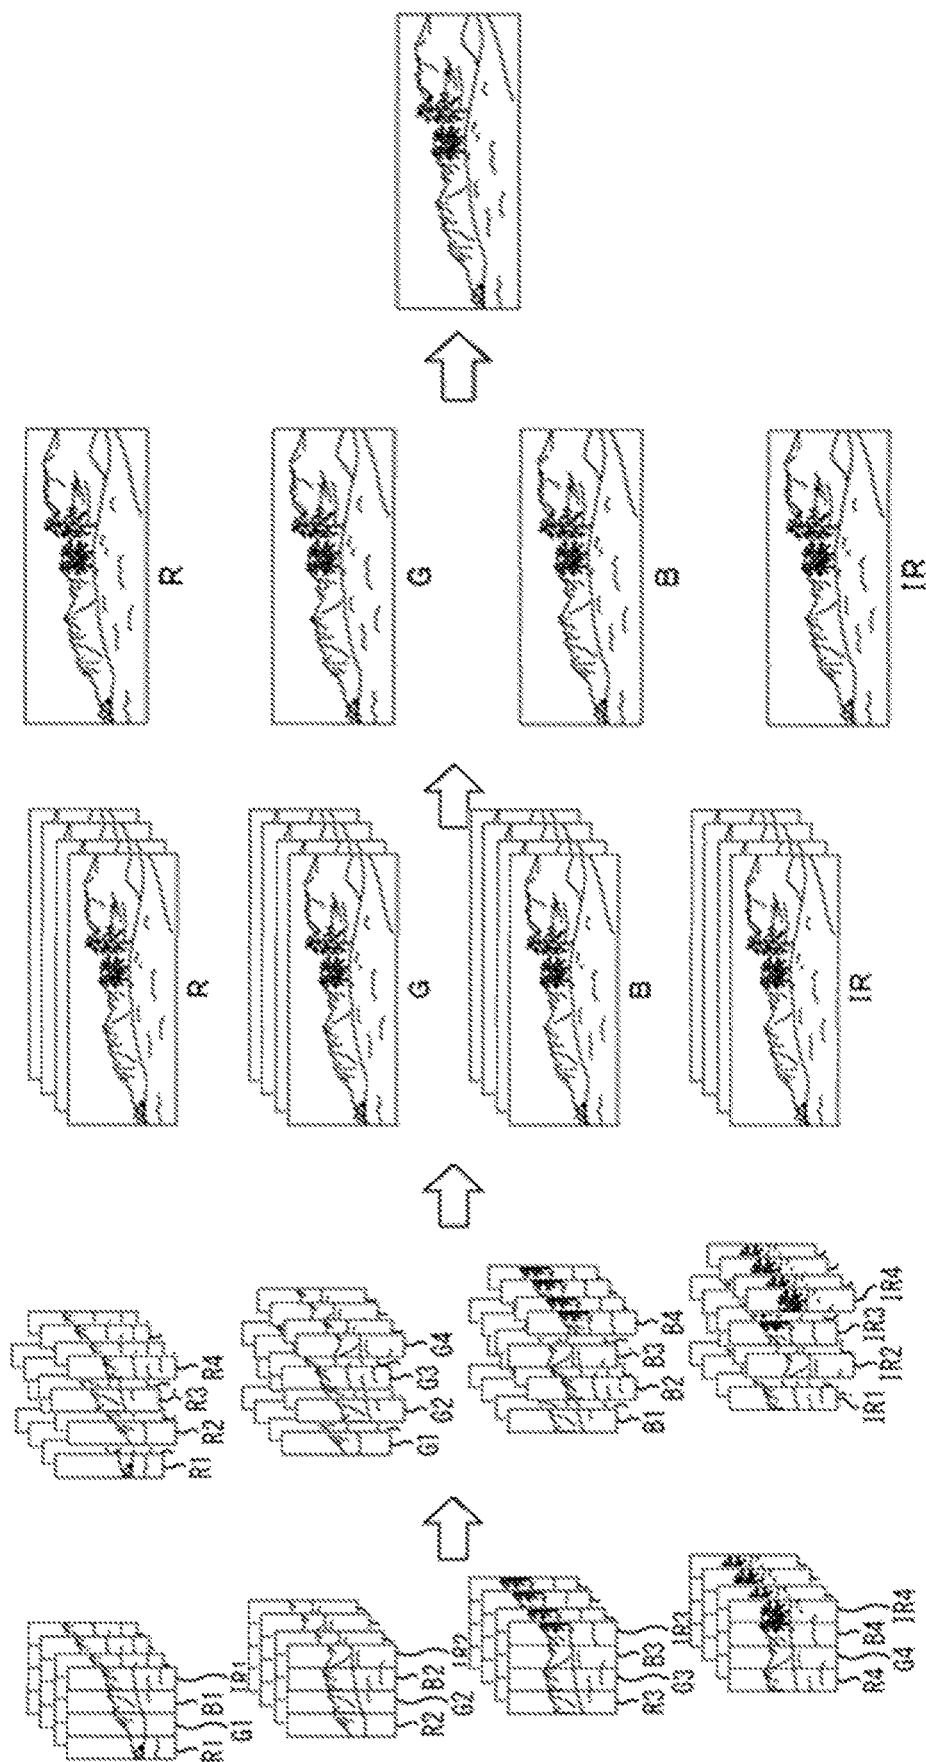 R1 G1 B1 IR1
R1 R2 R3 R4
R
R
R2 G2 B2 IR2
G1 G2 G3 G4
G
G
R3 G3 B3 IR3
B1 B2 B3 B4
B
B
R4 G4 B4 IR4
IR1 IR2 IR3 IR4
IR
IR